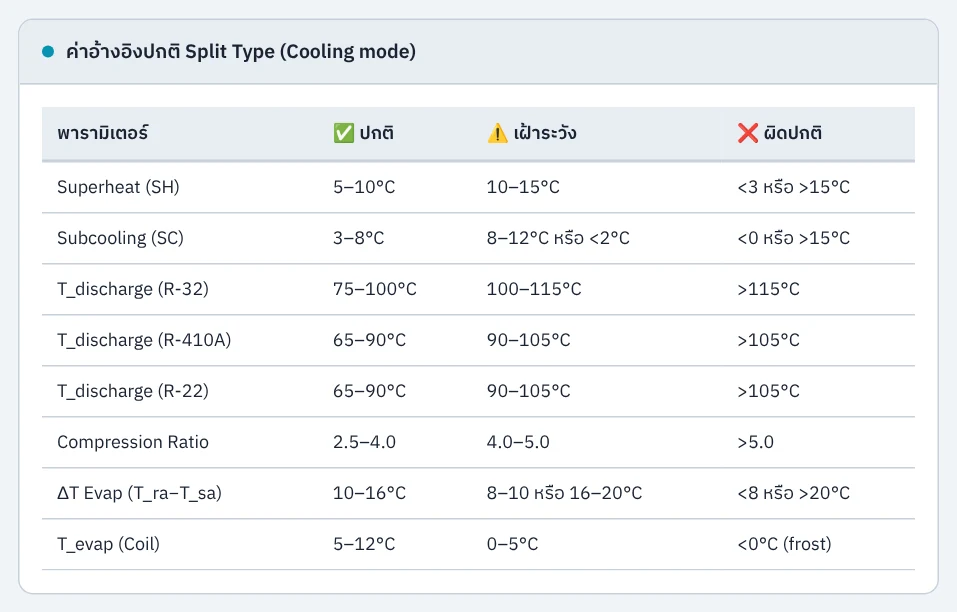 ค่าอ้างอิงปกติ Split Type (Cooling mode)
พารามิเตอร์ ✅ ปกติ ⚠️ เฝ้าระวัง ❌ ผิดปกติ
Superheat (SH) 5–10°C 10–15°C <3 หรือ >15°C
Subcooling (SC) 3–8°C 8–12°C หรือ <2°C <0 หรือ >15°C
T_discharge (R-32) 75–100°C 100–115°C >115°C
T_discharge (R-410A) 65–90°C 90–105°C >105°C
T_discharge (R-22) 65–90°C 90–105°C >105°C
Compression Ratio 2.5–4.0 4.0–5.0 >5.0
ΔT Evap (T_ra−T_sa) 10–16°C 8–10 หรือ 16–20°C <8 หรือ >20°C
T_evap (Coil) 5–12°C 0–5°C <0°C (frost)